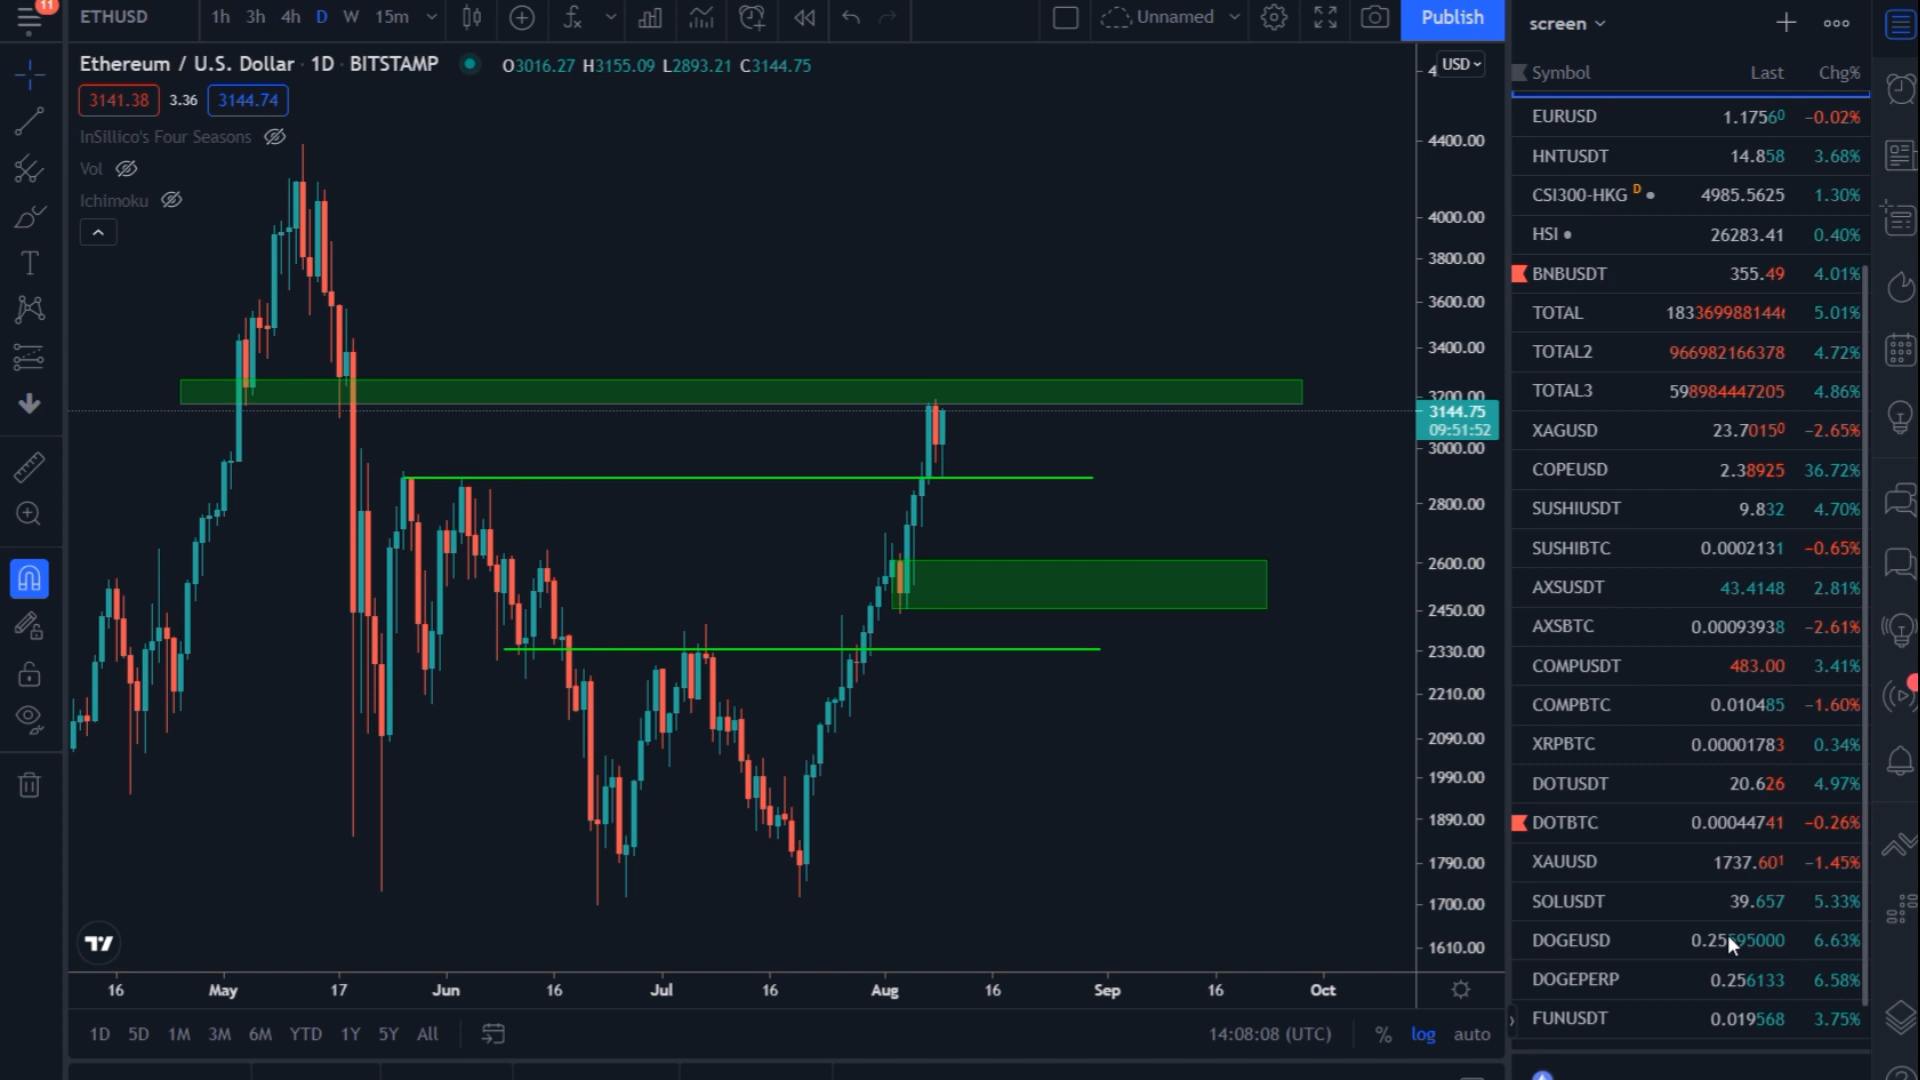 11
ETHUSD
1h 3h 4h D W 15m
Unnamed
Publish
screen
Ethereum / U.S. Dollar · 1D · BITSTAMP O3016.27 H3155.09 L2893.21 C3144.75
3141.38 3.36 3144.74
InSillico's Four Seasons
Vol
Ichimoku
USD
4400.00
4000.00
3800.00
3600.00
3400.00
3200.00
3144.75
09:51:52
3000.00
2800.00
2600.00
2450.00
2330.00
2210.00
2090.00
1990.00
1890.00
1790.00
1700.00
1610.00
16 May 17 Jun 16 Jul 16 Aug 16 Sep 16 Oct
1D 5D 1M 3M 6M YTD 1Y 5Y All
14:08:08 (UTC) % log auto
Symbol Last Chg%
EURUSD 1.17560 −0.02%
HNTUSDT 14.858 3.68%
CSI300-HKG D 4985.5625 1.30%
HSI 26283.41 0.40%
BNBUSDT 355.49 4.01%
TOTAL 5.01%
TOTAL2 966982166378 4.72%
TOTAL3 598984447205 4.86%
XAGUSD 23.70150 −2.65%
COPEUSD 2.38925 36.72%
SUSHIUSDT 9.832 4.70%
SUSHIBTC 0.0002131 −0.65%
AXSUSDT 43.4148 2.81%
AXSBTC 0.00093938 −2.61%
COMPUSDT 483.00 3.41%
COMPBTC 0.010485 −1.60%
XRPBTC 0.00001783 0.34%
DOTUSDT 20.626 4.97%
DOTBTC 0.00044741 −0.26%
XAUUSD 1737.601 −1.45%
SOLUSDT 39.657 5.33%
DOGEUSD 6.63%
DOGEPERP 0.256133 6.58%
FUNUSDT 0.019568 3.75%